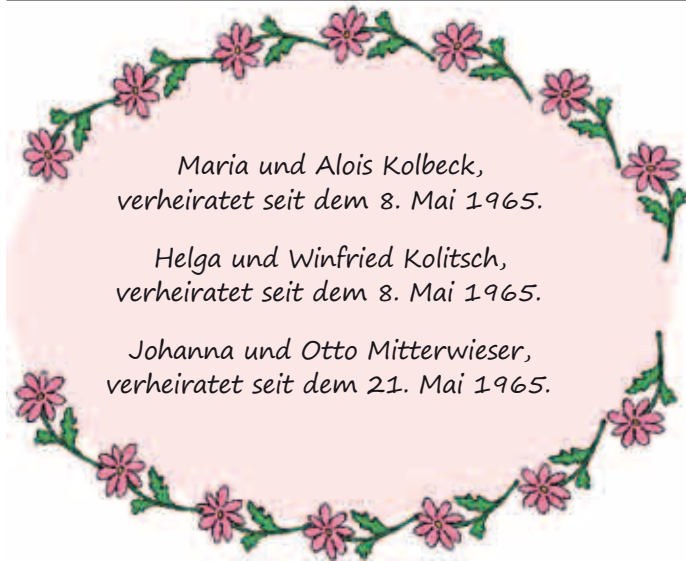 Maria und Alois Kolbeck,
verheiratet seit dem 8. Mai 1965.
Helga und Winfried Kolitsch,
verheiratet seit dem 8. Mai 1965.
Johanna und Otto Mitterwieser,
verheiratet seit dem 21. Mai 1965.